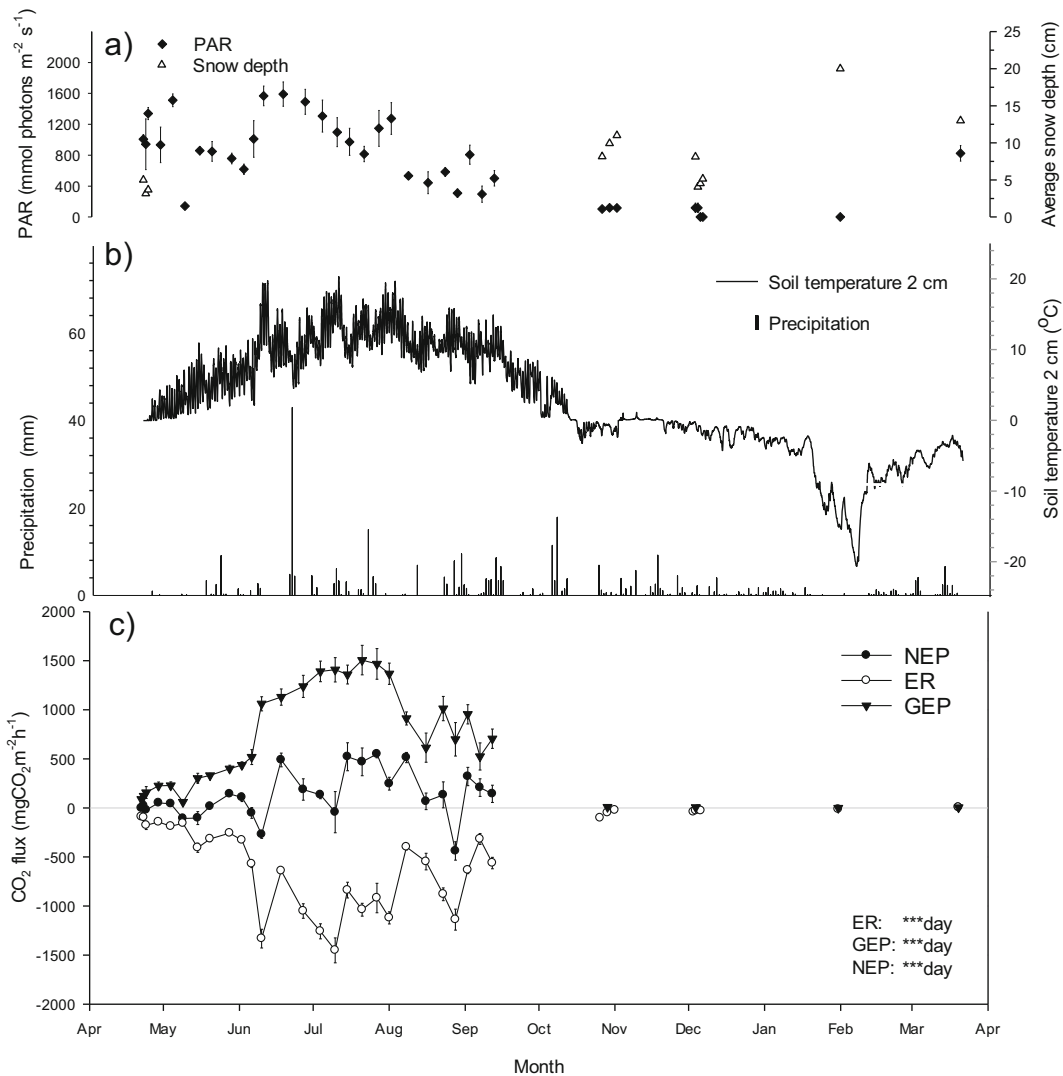 a)
PAR
Snow depth
PAR (mmol photons m⁻² s⁻¹)
2000
1600
1200
800
400
0
25
20
15
10
5
0
Average snow depth (cm)
b)
Soil temperature 2 cm
Precipitation
Precipitation (mm)
60
40
20
0
20
10
0
-10
-20
Soil temperature 2 cm (⁰C)
c)
NEP
ER
GEP
CO₂ flux (mgCO₂m⁻²h⁻¹)
2000
1500
1000
500
0
-500
-1000
-1500
-2000
ER: ***day
GEP: ***day
NEP: ***day
Apr May Jun Jul Aug Sep Oct Nov Dec Jan Feb Mar Apr
Month